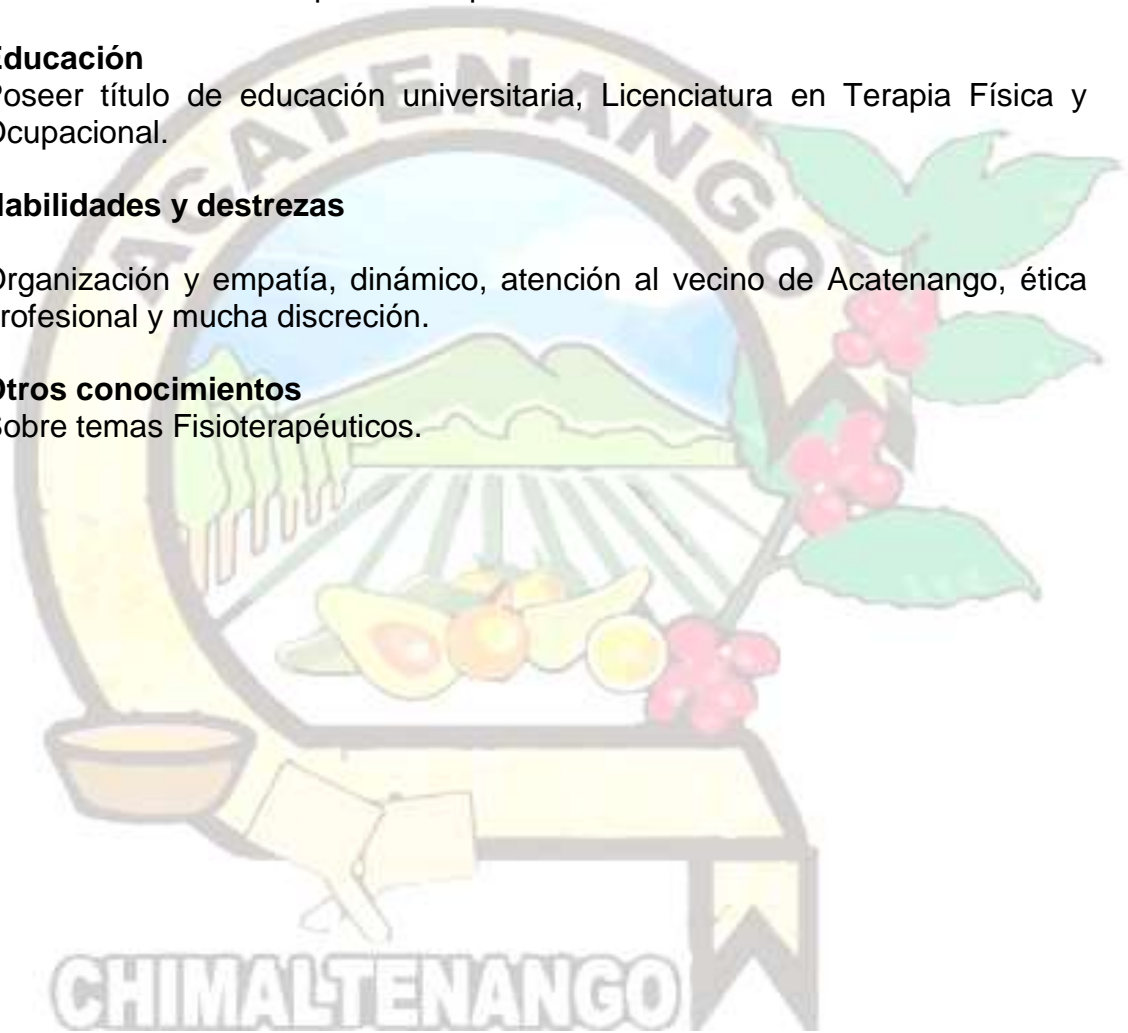 Educación
Poseer título de educación universitaria, Licenciatura en Terapia Física y
Ocupacional.
Habilidades y destrezas
Organización y empatía, dinámico, atención al vecino de Acatenango, ética
profesional y mucha discreción.
Otros conocimientos
Sobre temas Fisioterapéuticos.
ACATENANGO
CHIMALTENANGO